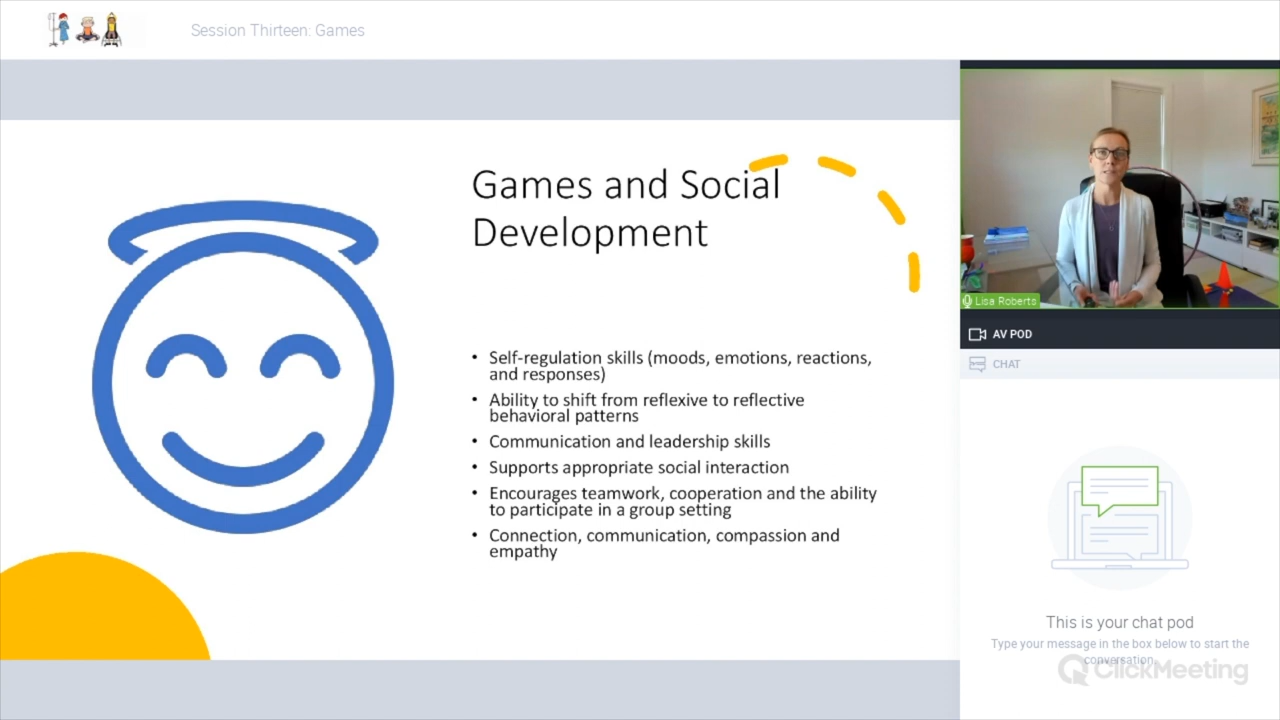 Session Thirteen: Games
Games and Social
Development
• Self-regulation skills (moods, emotions, reactions,
and responses)
• Ability to shift from reflexive to reflective
behavioral patterns
• Communication and leadership skills
• Supports appropriate social interaction
• Encourages teamwork, cooperation and the ability
to participate in a group setting
• Connection, communication, compassion and
empathy
Lisa Roberts
AV POD
CHAT
This is your chat pod
Type your message in the box below to start the
conversation
ClickMeeting